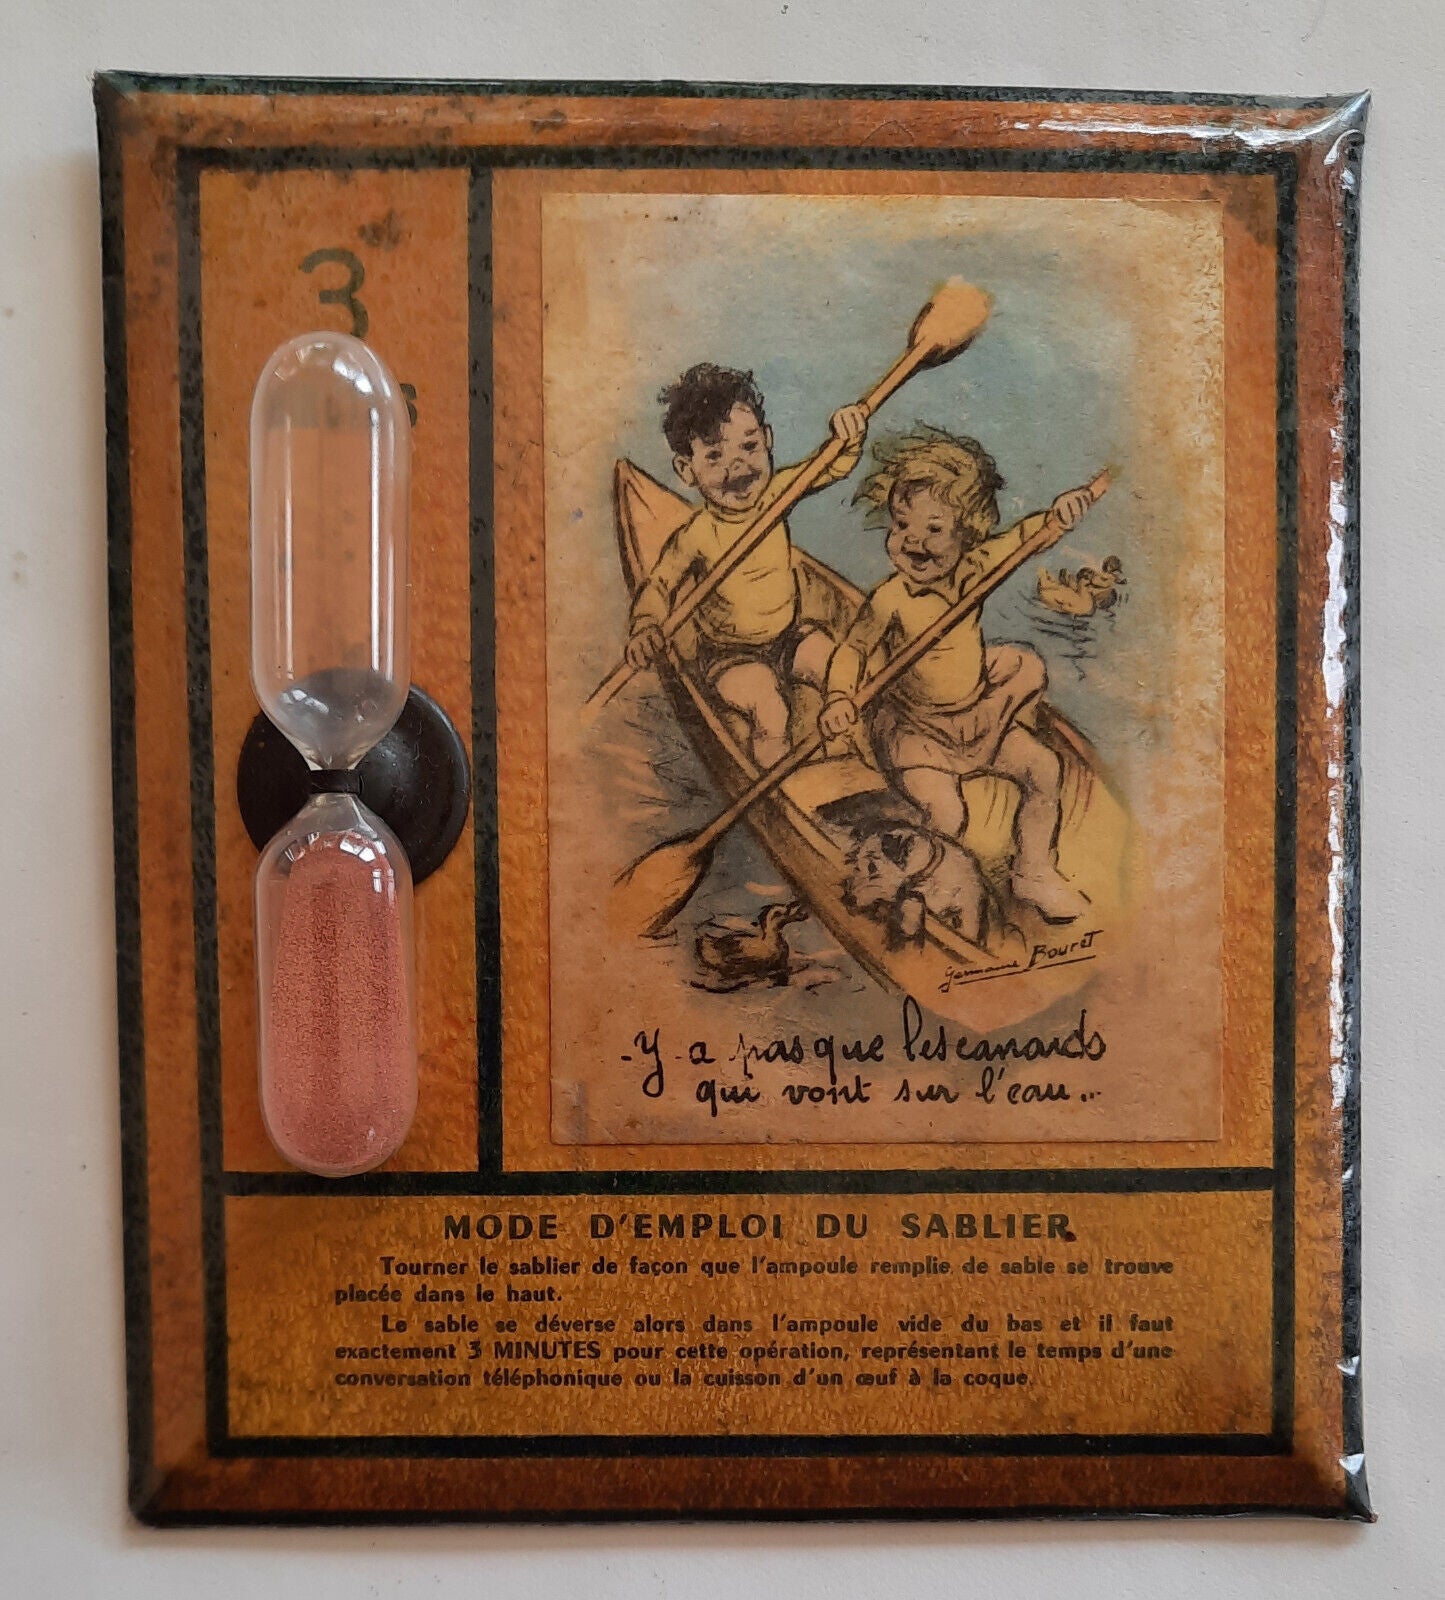 3
Germaine Bouret
- Y a pas que les canards
qui vont sur l'eau...
MODE D'EMPLOI DU SABLIER
Tourner le sablier de façon que l'ampoule remplie de sable se trouve
placée dans le haut.
Le sable se déverse alors dans l'ampoule vide du bas et il faut
exactement 3 MINUTES pour cette opération, représentant le temps d'une
conversation téléphonique ou la cuisson d'un œuf à la coque.